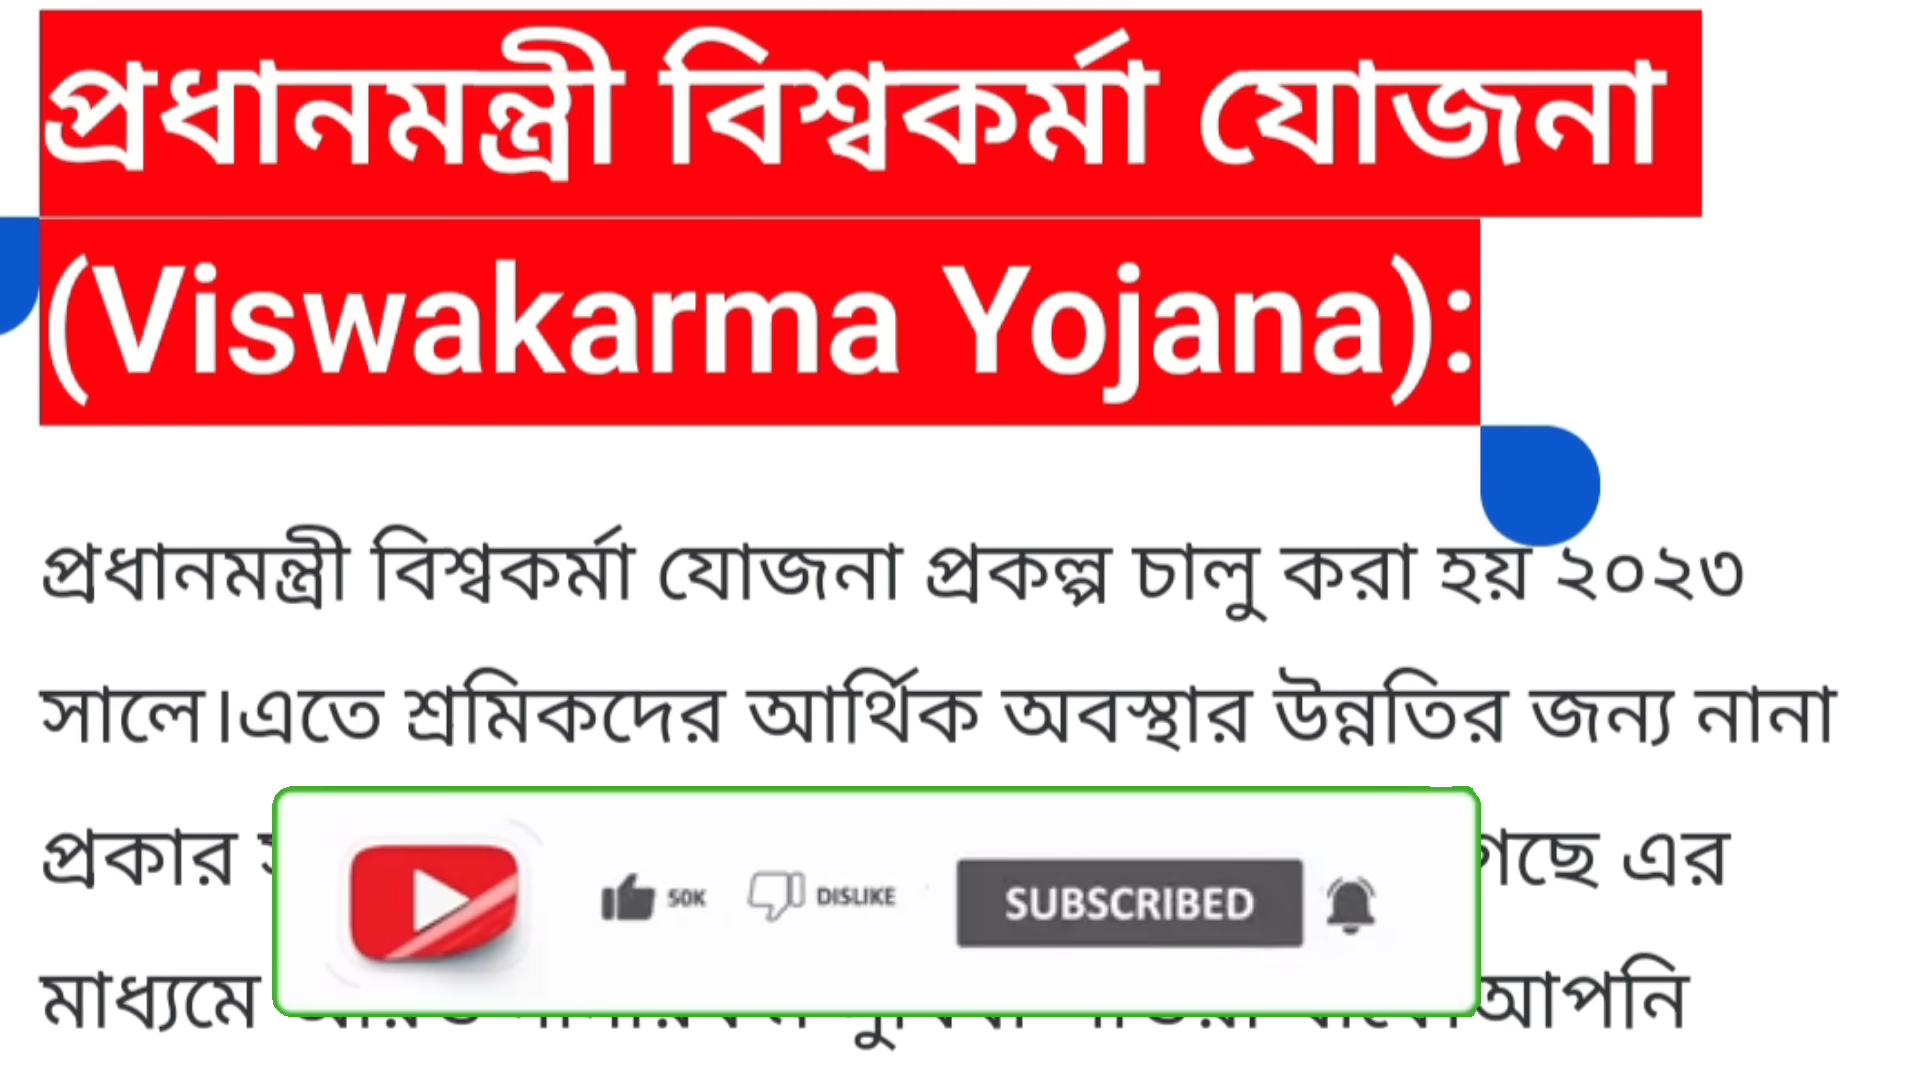 প্রধানমন্ত্রী বিশ্বকর্মা যোজনা
(Viswakarma Yojana):
প্রধানমন্ত্রী বিশ্বকর্মা যোজনা প্রকল্প চালু করা হয় ২০২৩
সালে।এতে শ্রমিকদের আর্থিক অবস্থার উন্নতির জন্য নানা
প্রকার এর
50K DISLIKE SUBSCRIBED
মাধ্যমে আপনি